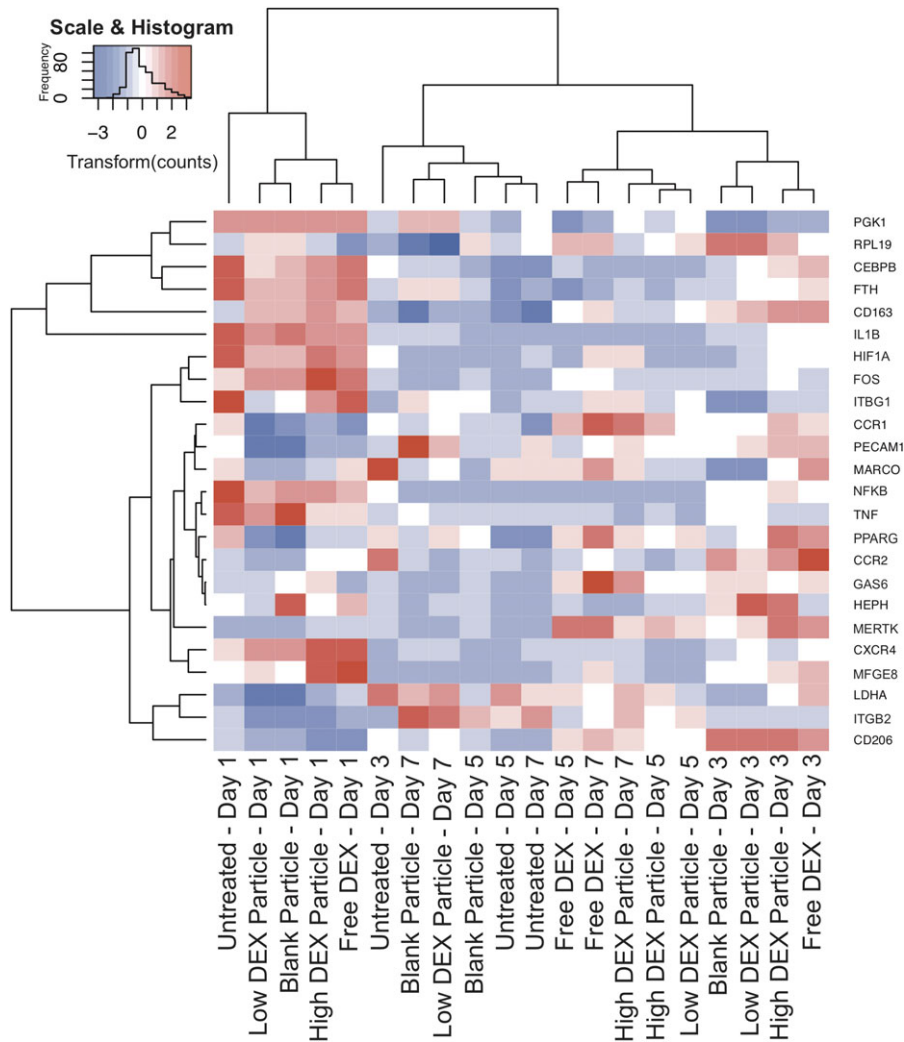 Scale & Histogram
Frequency
0
80
−3
0
2
Transform(counts)
PGK1
RPL19
CEBPB
FTH
CD163
IL1B
HIF1A
FOS
ITBG1
CCR1
PECAM1
MARCO
NFKB
TNF
PPARG
CCR2
GAS6
HEPH
MERTK
CXCR4
MFGE8
LDHA
ITGB2
CD206
Untreated - Day 1
Low DEX Particle - Day 1
Blank Particle - Day 1
High DEX Particle - Day 1
Free DEX - Day 1
Untreated - Day 3
Blank Particle - Day 7
Low DEX Particle - Day 7
Blank Particle - Day 5
Untreated - Day 5
Untreated - Day 7
Free DEX - Day 5
Free DEX - Day 7
High DEX Particle - Day 7
High DEX Particle - Day 5
Low DEX Particle - Day 5
Blank Particle - Day 3
Low DEX Particle - Day 3
High DEX Particle - Day 3
Free DEX - Day 3